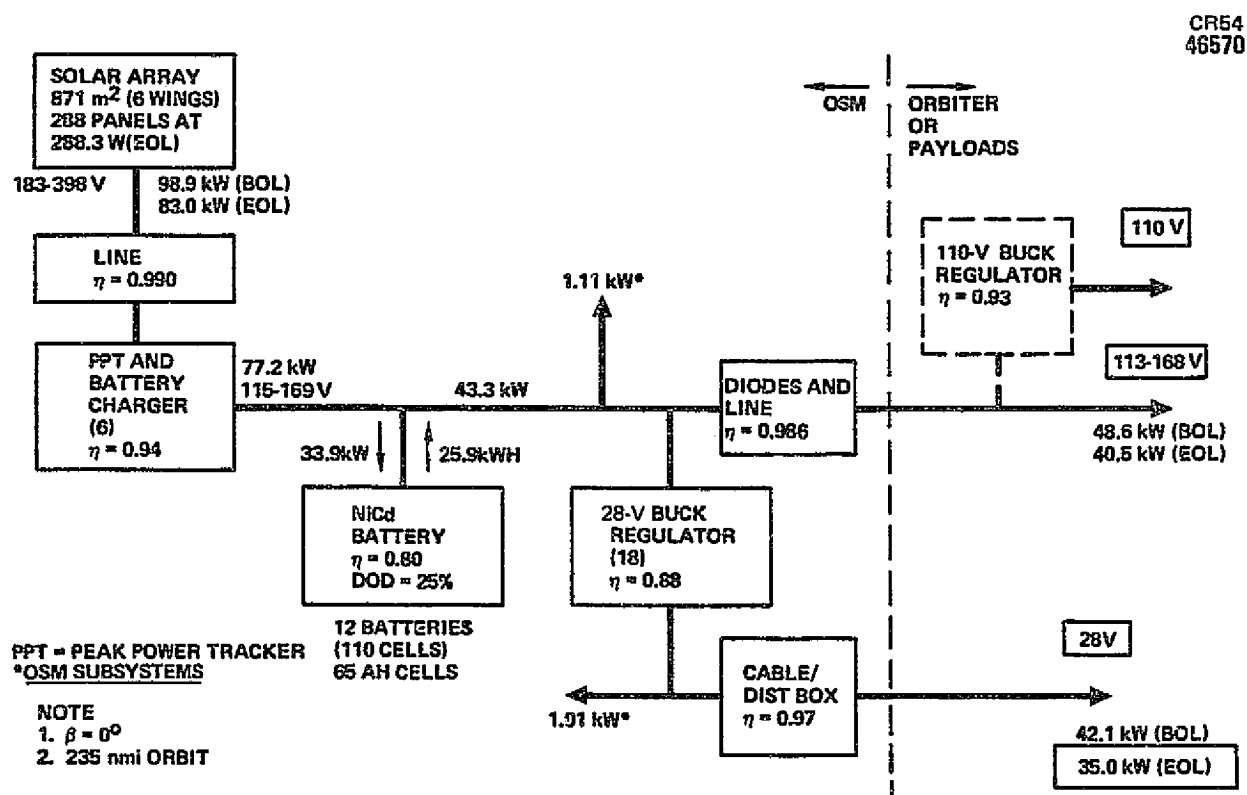 CR54
46570
SOLAR ARRAY
871 m² (6 WINGS)
288 PANELS AT
288.3 W(EOL)
OSM
ORBITER
OR
PAYLOADS
183-398 V
98.9 kW (BOL)
83.0 kW (EOL)
LINE
η = 0.990
1.11 kW*
110-V BUCK
REGULATOR
η = 0.93
110 V
PPT AND
BATTERY
CHARGER
(6)
η = 0.94
77.2 kW
115-169 V
43.3 kW
DIODES AND
LINE
η = 0.986
113-168 V
48.6 kW (BOL)
40.5 kW (EOL)
33.9kW
25.9kWH
NiCd
BATTERY
η = 0.80
DOD = 25%
28-V BUCK
REGULATOR
(18)
η = 0.88
12 BATTERIES
(110 CELLS)
65 AH CELLS
PPT = PEAK POWER TRACKER
*OSM SUBSYSTEMS
NOTE
1. β = 0°
2. 235 nmi ORBIT
1.91 kW*
CABLE/
DIST BOX
η = 0.97
28V
42.1 kW (BOL)
35.0 kW (EOL)